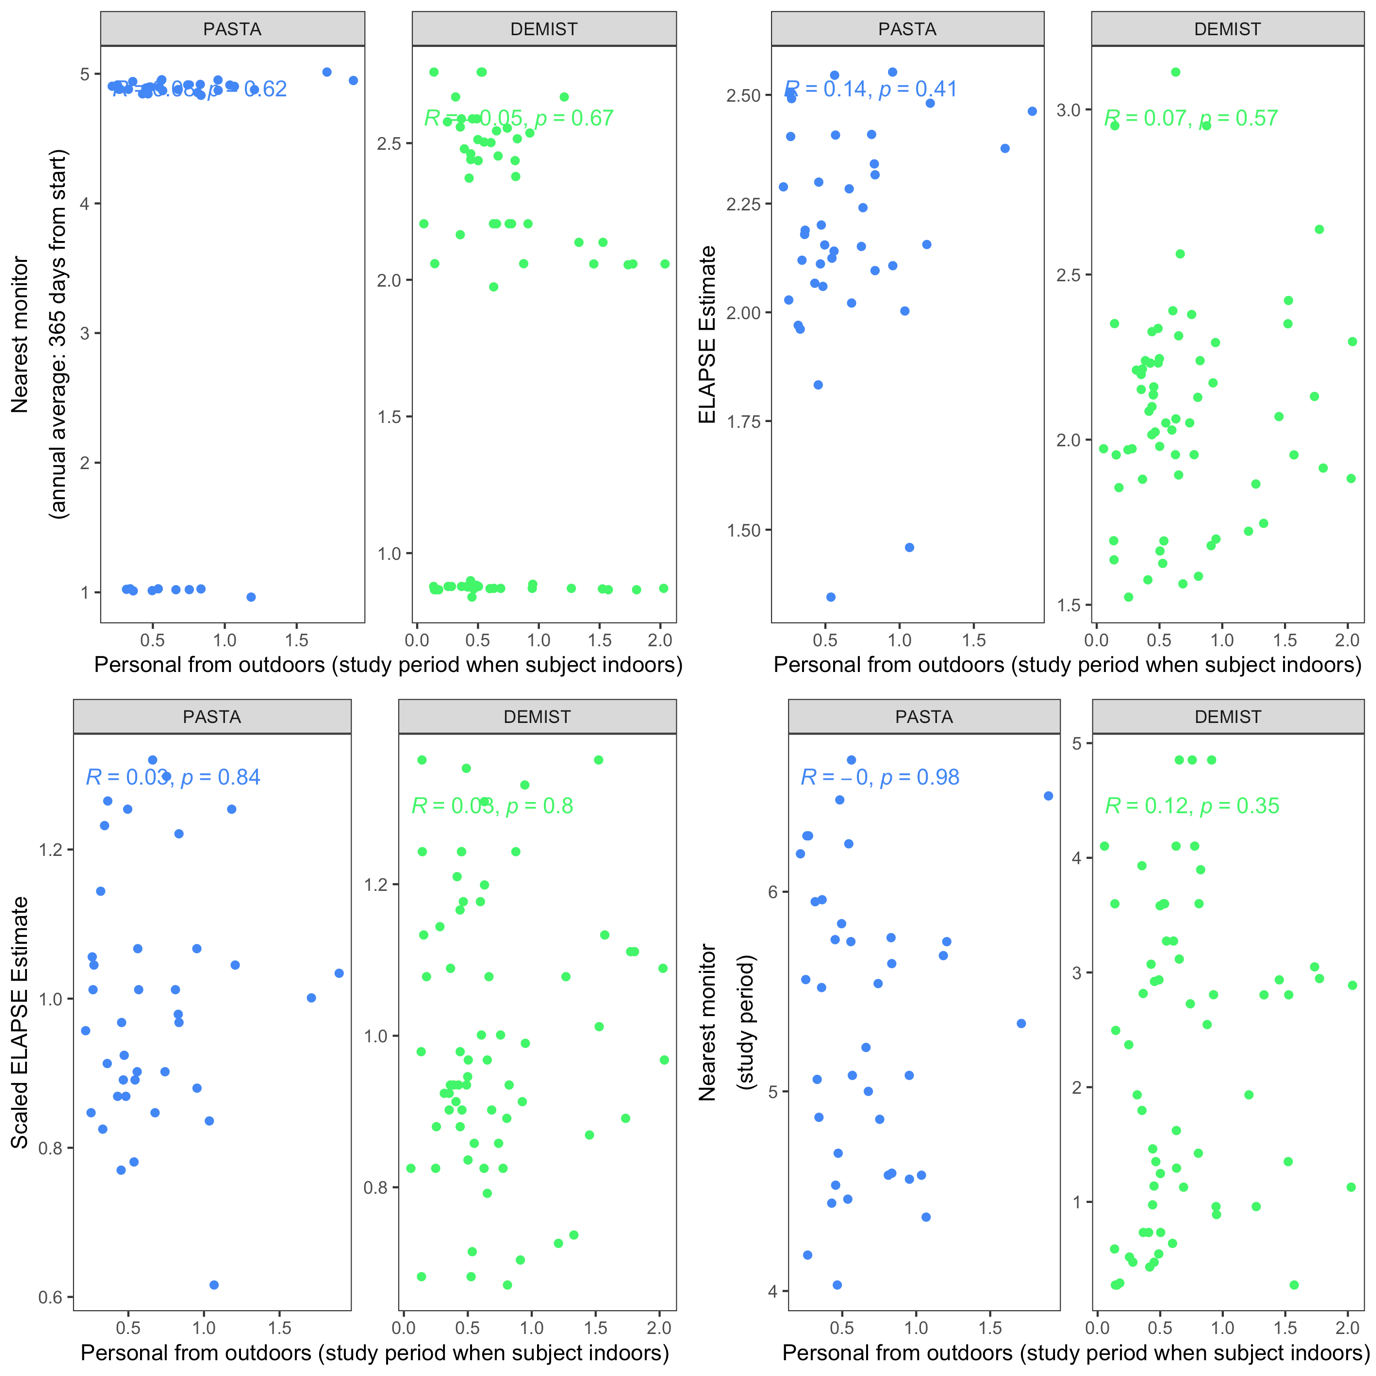 PASTA
DEMIST
5
4
3
2
1
2.5
2.0
1.5
1.0
R = 0.08, p = 0.62
R = −0.05, p = 0.67
0.5 1.0 1.5
0.0 0.5 1.0 1.5 2.0
Nearest monitor
(annual average: 365 days from start)
Personal from outdoors (study period when subject indoors)
PASTA
DEMIST
2.50
2.25
2.00
1.75
1.50
3.0
2.5
2.0
1.5
R = 0.14, p = 0.41
R = 0.07, p = 0.57
0.5 1.0 1.5
0.0 0.5 1.0 1.5 2.0
ELAPSE Estimate
Personal from outdoors (study period when subject indoors)
PASTA
DEMIST
1.2
1.0
0.8
0.6
1.2
1.0
0.8
R = 0.03, p = 0.84
R = 0.03, p = 0.8
0.5 1.0 1.5
0.0 0.5 1.0 1.5 2.0
Scaled ELAPSE Estimate
Personal from outdoors (study period when subject indoors)
PASTA
DEMIST
6
5
4
5
4
3
2
1
R = −0, p = 0.98
R = 0.12, p = 0.35
0.5 1.0 1.5
0.0 0.5 1.0 1.5 2.0
Nearest monitor
(study period)
Personal from outdoors (study period when subject indoors)